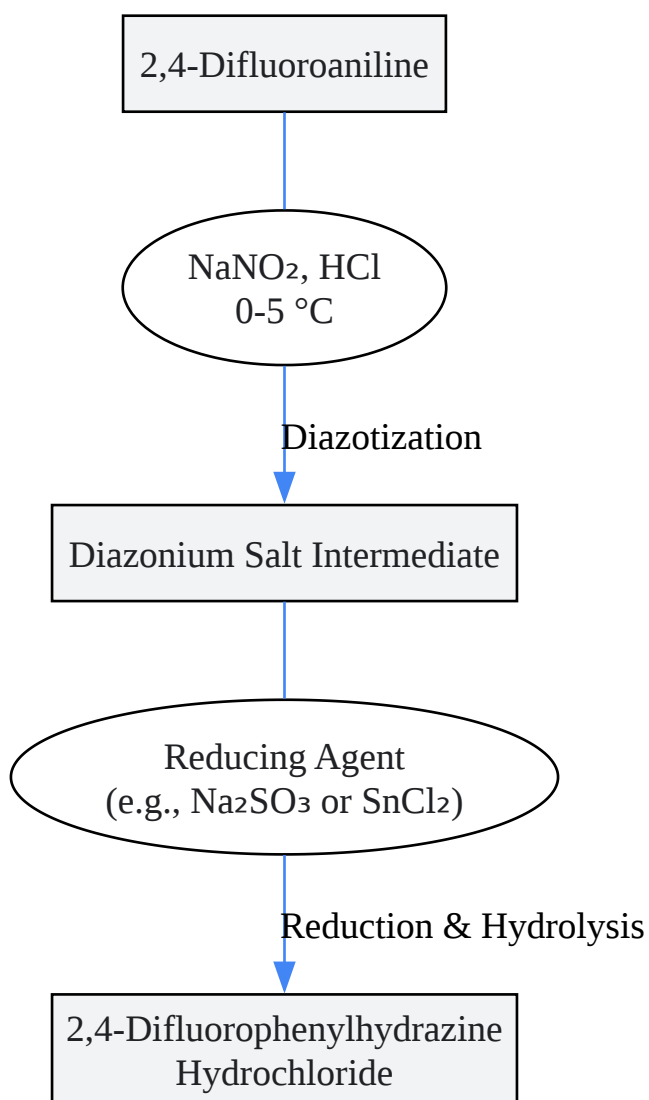 2,4-Difluoroaniline
NaNO₂, HCl
0-5 °C
Diazotization
Diazonium Salt Intermediate
Reducing Agent
(e.g., Na₂SO₃ or SnCl₂)
Reduction & Hydrolysis
2,4-Difluorophenylhydrazine
Hydrochloride